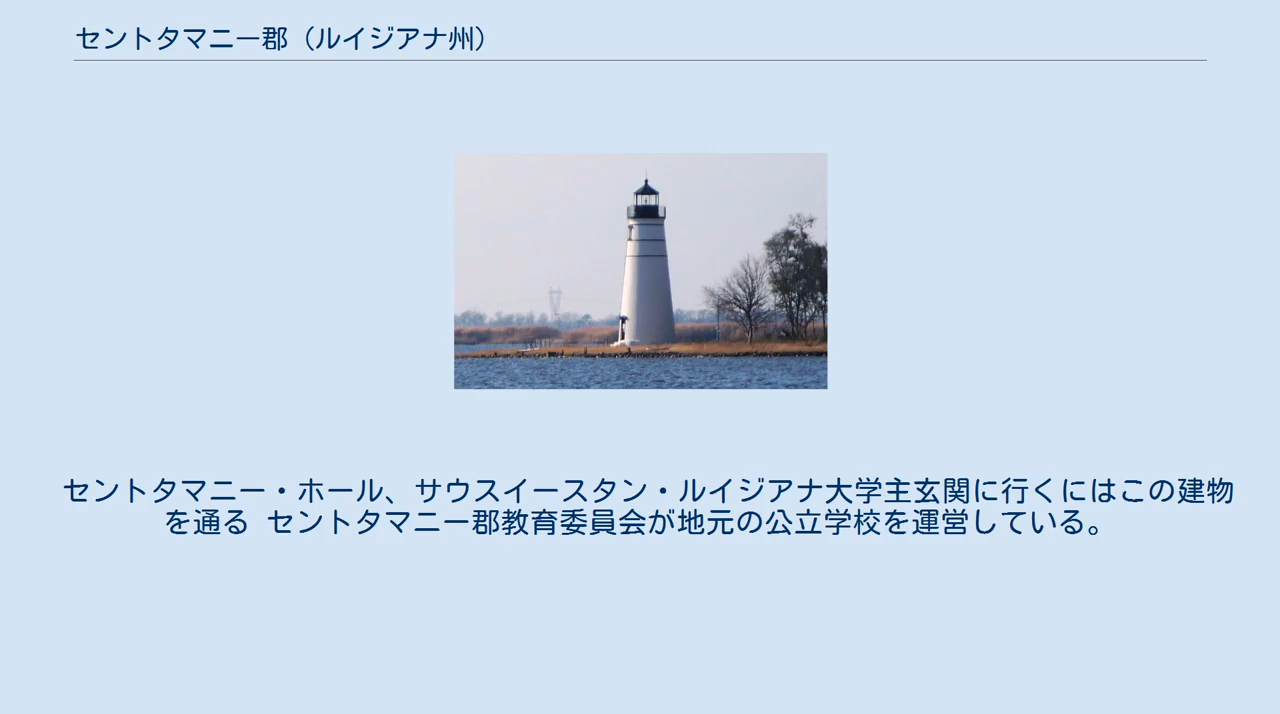 セントタマニー郡（ルイジアナ州）
セントタマニー・ホール、サウスイースタン・ルイジアナ大学主玄関に行くにはこの建物
を通る セントタマニー郡教育委員会が地元の公立学校を運営している。